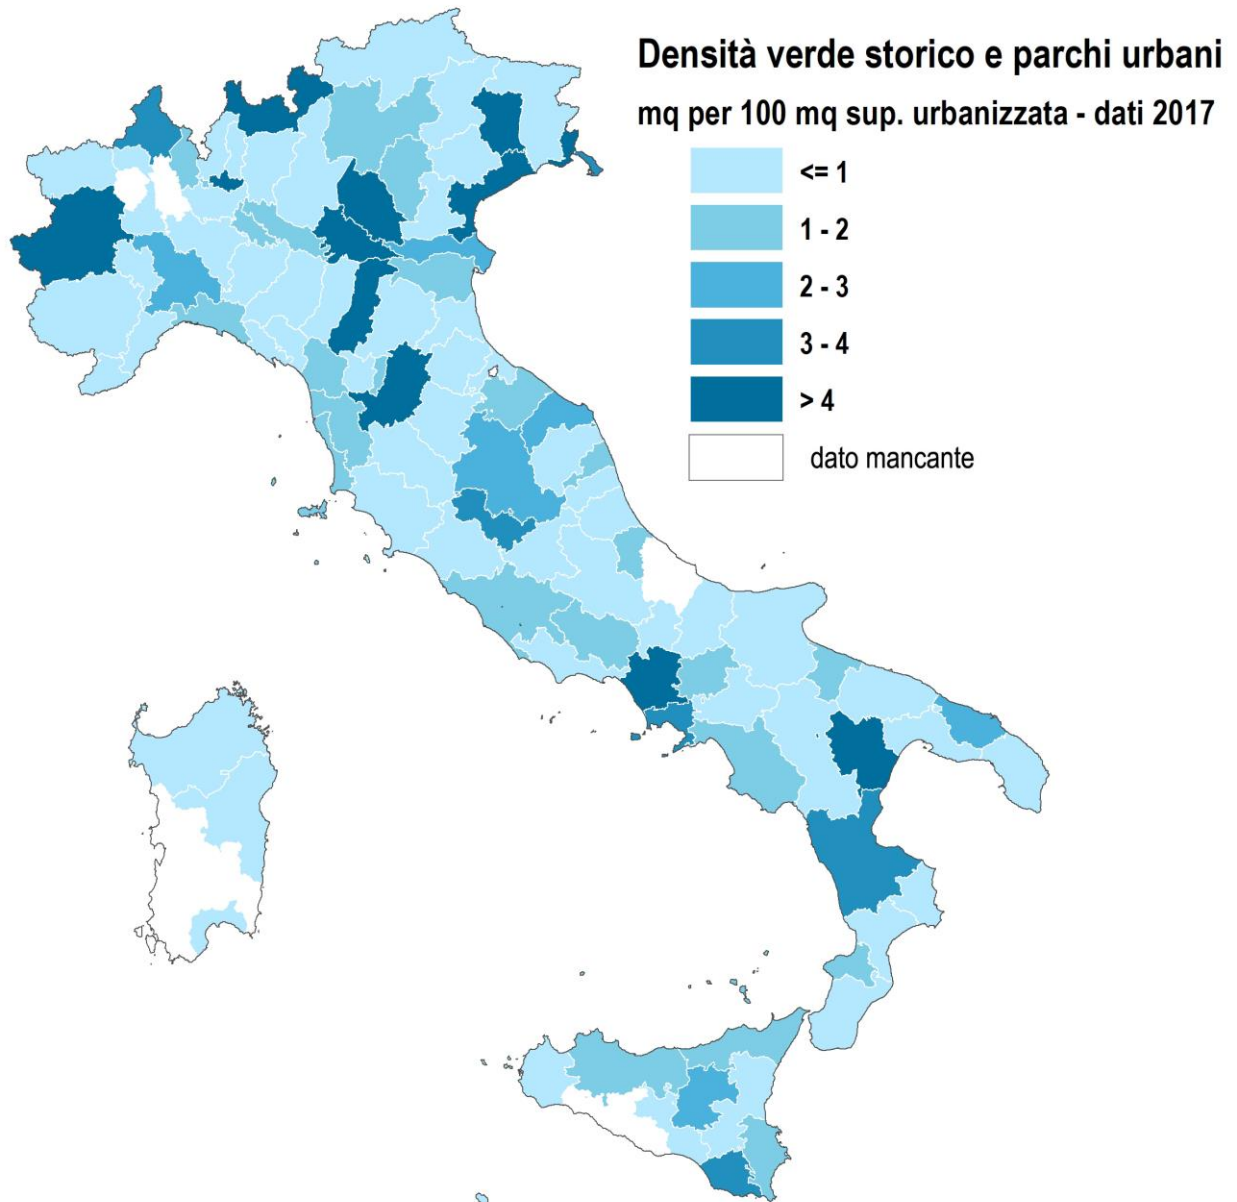 Densità verde storico e parchi urbani
mq per 100 mq sup. urbanizzata - dati 2017
<= 1
1 - 2
2 - 3
3 - 4
> 4
dato mancante